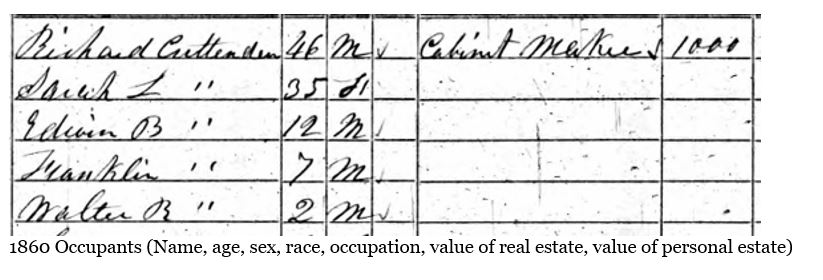 Richard Cruttenden 46 M Cabinet Maker 1000
Sarah L " 35 F
Edwin B " 12 M
Franklin " 7 M
Walter R " 2 M
1860 Occupants (Name, age, sex, race, occupation, value of real estate, value of personal estate)